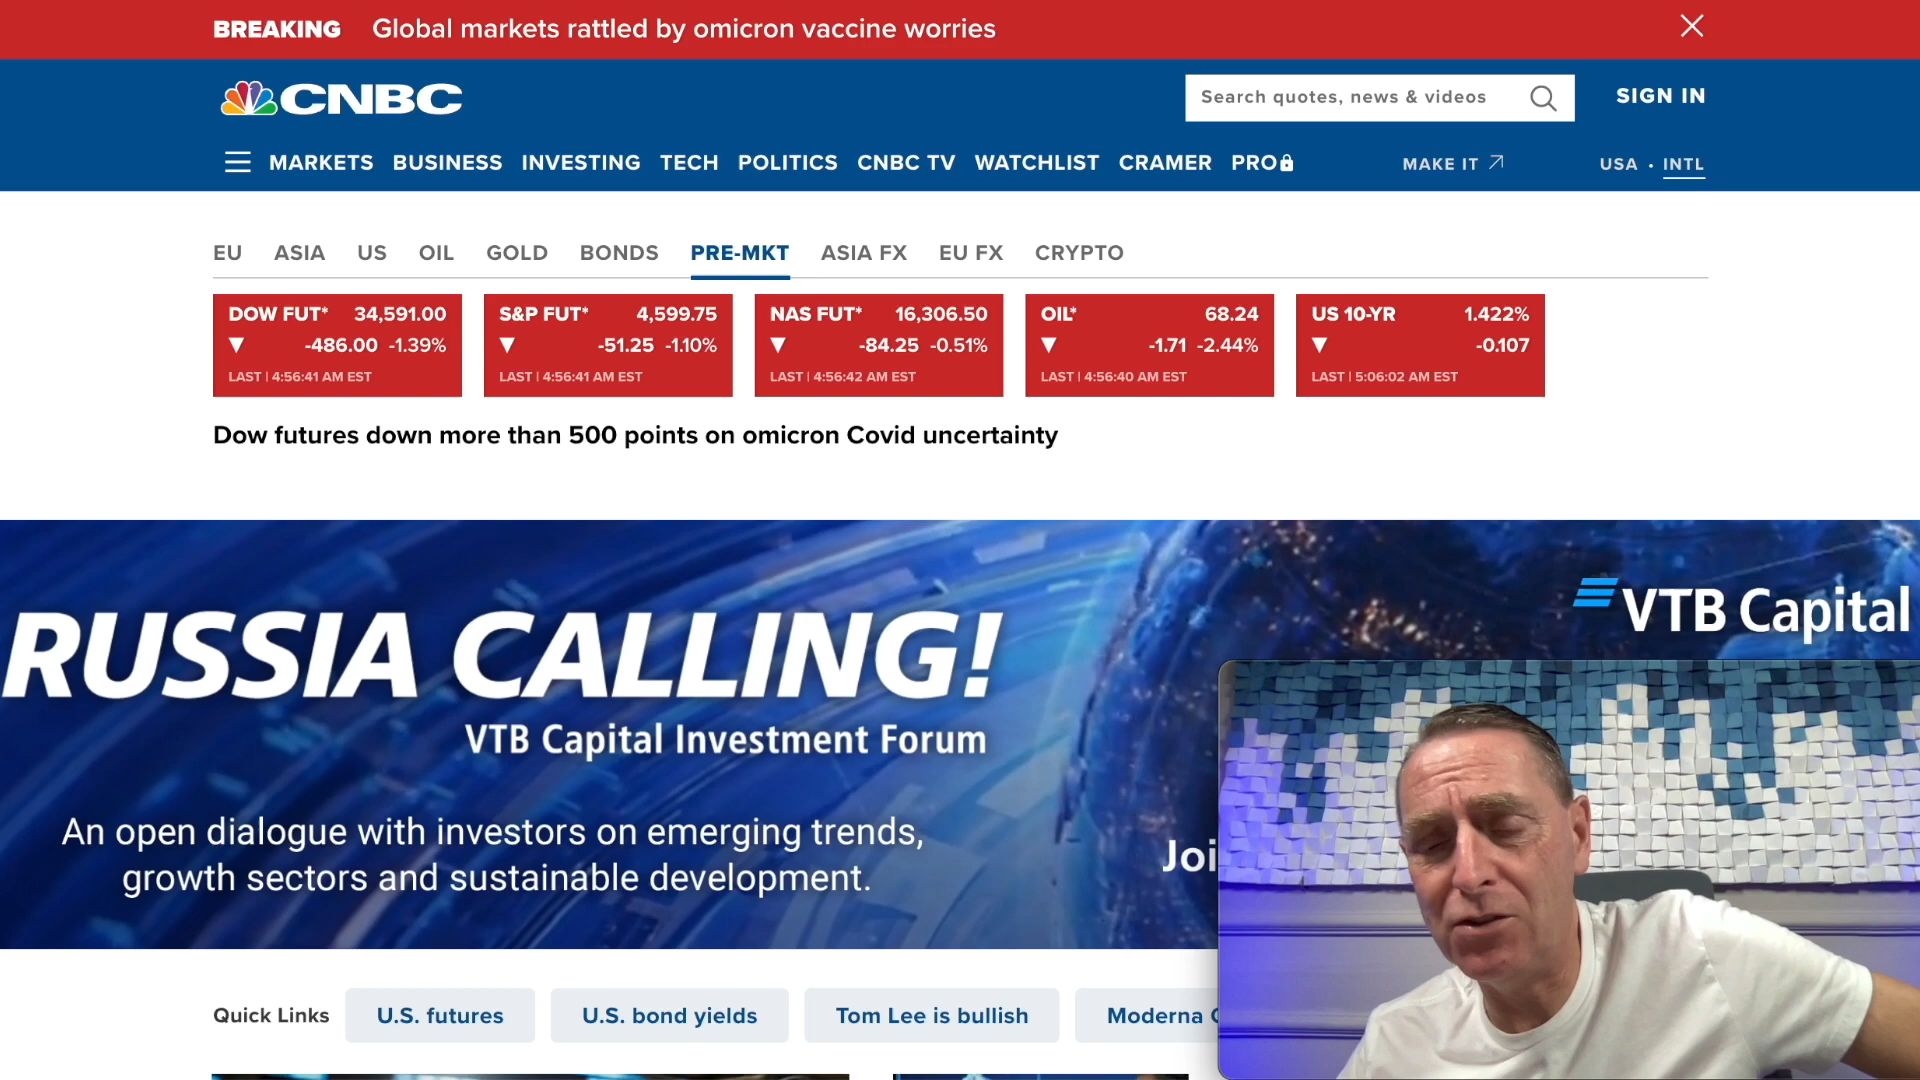 BREAKING Global markets rattled by omicron vaccine worries
CNBC
Search quotes, news & videos
SIGN IN
MARKETS BUSINESS INVESTING TECH POLITICS CNBC TV WATCHLIST CRAMER PRO
MAKE IT
USA • INTL
EU ASIA US OIL GOLD BONDS PRE-MKT ASIA FX EU FX CRYPTO
DOW FUT* 34,591.00
-486.00 -1.39%
LAST | 4:56:41 AM EST
S&P FUT* 4,599.75
-51.25 -1.10%
LAST | 4:56:41 AM EST
NAS FUT* 16,306.50
-84.25 -0.51%
LAST | 4:56:42 AM EST
OIL* 68.24
-1.71 -2.44%
LAST | 4:56:40 AM EST
US 10-YR 1.422%
-0.107
LAST | 5:06:02 AM EST
Dow futures down more than 500 points on omicron Covid uncertainty
VTB Capital
RUSSIA CALLING!
VTB Capital Investment Forum
An open dialogue with investors on emerging trends,
growth sectors and sustainable development.
Joi
Quick Links
U.S. futures
U.S. bond yields
Tom Lee is bullish
Moderna